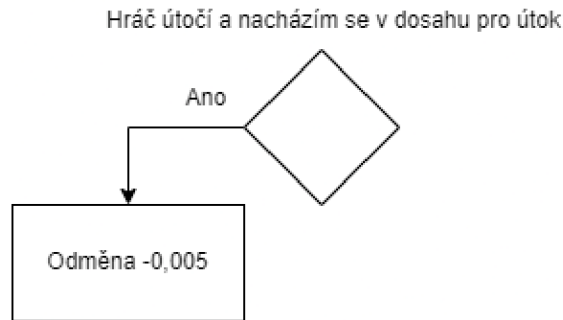 Hráč útočí a nacházím se v dosahu pro útok
Ano
Odměna -0,005